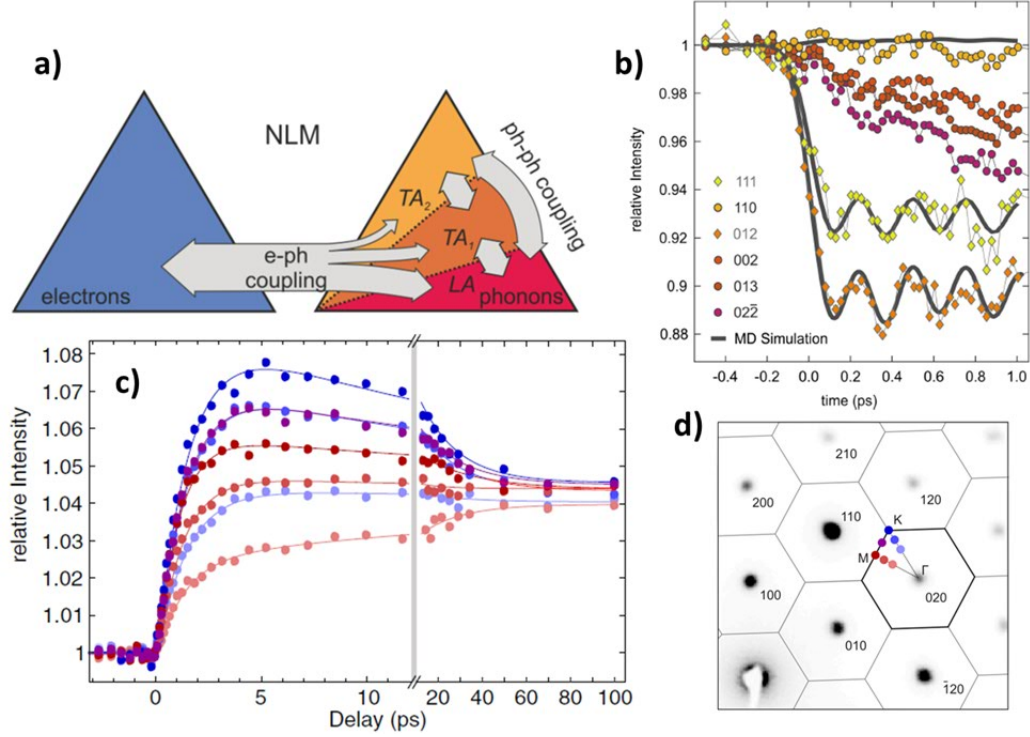 a)
NLM
ph-ph coupling
TA2
e-ph
coupling
TA1
LA
electrons
phonons
b)
relative Intensity
1
0.98
0.96
0.94
0.92
0.9
0.88
111
110
012
002
013
022̅
MD Simulation
-0.4
-0.2
0.0
0.2
0.4
0.6
0.8
1.0
time (ps)
c)
relative Intensity
1.08
1.07
1.06
1.05
1.04
1.03
1.02
1.01
1
0
5
10
20
40
60
80
100
Delay (ps)
d)
210
200
120
110
K
M
Γ
020
100
010
1̅20